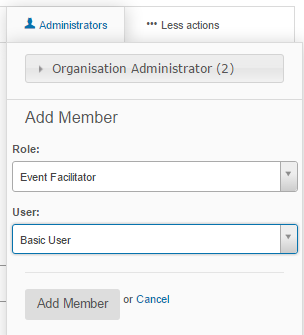 Administrators
••• Less actions
Organisation Administrator (2)
Add Member
Role:
Event Facilitator
User:
Basic User
Add Member or Cancel